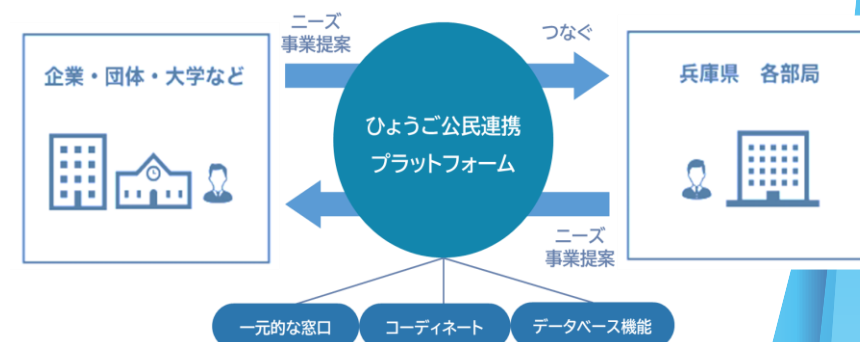 ニーズ
事業提案
つなぐ
企業・団体・大学など
兵庫県　各部局
ひょうご公民連携
プラットフォーム
ニーズ
事業提案
一元的な窓口
コーディネート
データベース機能